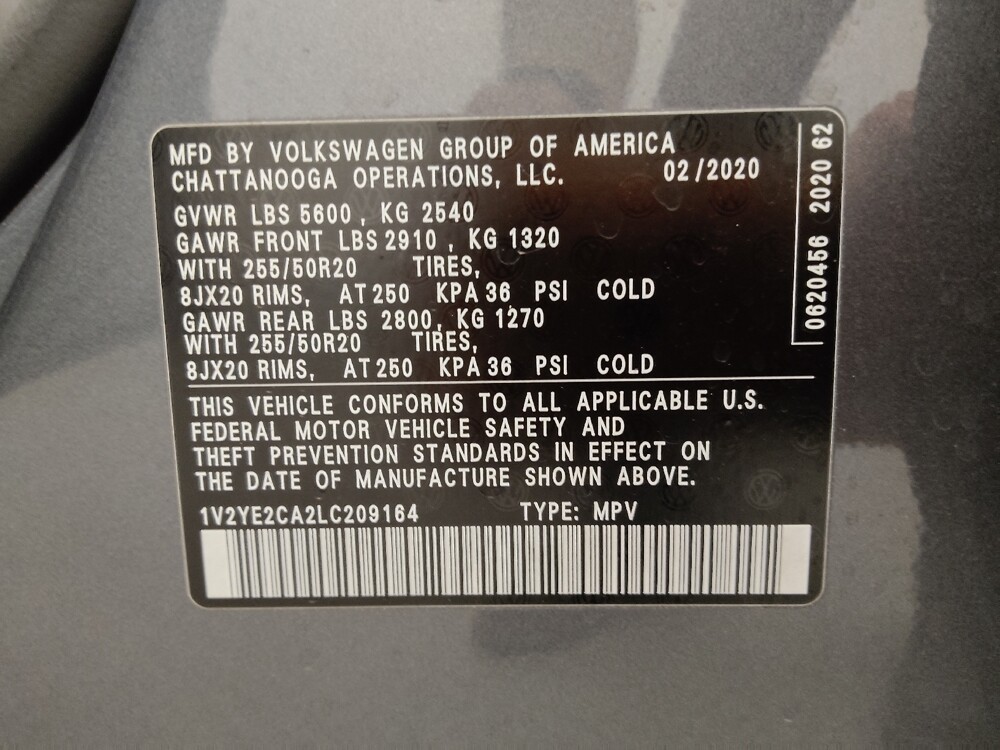 MFD BY VOLKSWAGEN GROUP OF AMERICA
CHATTANOOGA OPERATIONS, LLC. 02/2020
GVWR LBS 5600, KG 2540
GAWR FRONT LBS 2910, KG 1320
WITH 255/50R20 TIRES,
8JX20 RIMS, AT 250 KPA 36 PSI COLD
GAWR REAR LBS 2800, KG 1270
WITH 255/50R20 TIRES,
8JX20 RIMS, AT 250 KPA 36 PSI COLD
THIS VEHICLE CONFORMS TO ALL APPLICABLE U.S.
FEDERAL MOTOR VEHICLE SAFETY AND
THEFT PREVENTION STANDARDS IN EFFECT ON
THE DATE OF MANUFACTURE SHOWN ABOVE.
1V2YE2CA2LC209164 TYPE: MPV
0620456 2020 62